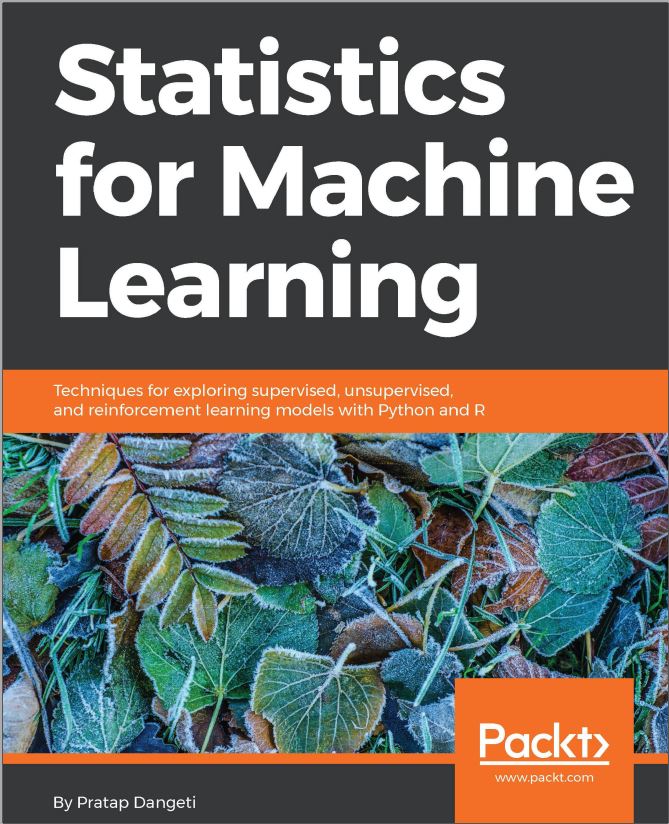 Statistics
for Machine
Learning
Techniques for exploring supervised, unsupervised,
and reinforcement learning models with Python and R
Packt>
www.packt.com
By Pratap Dangeti